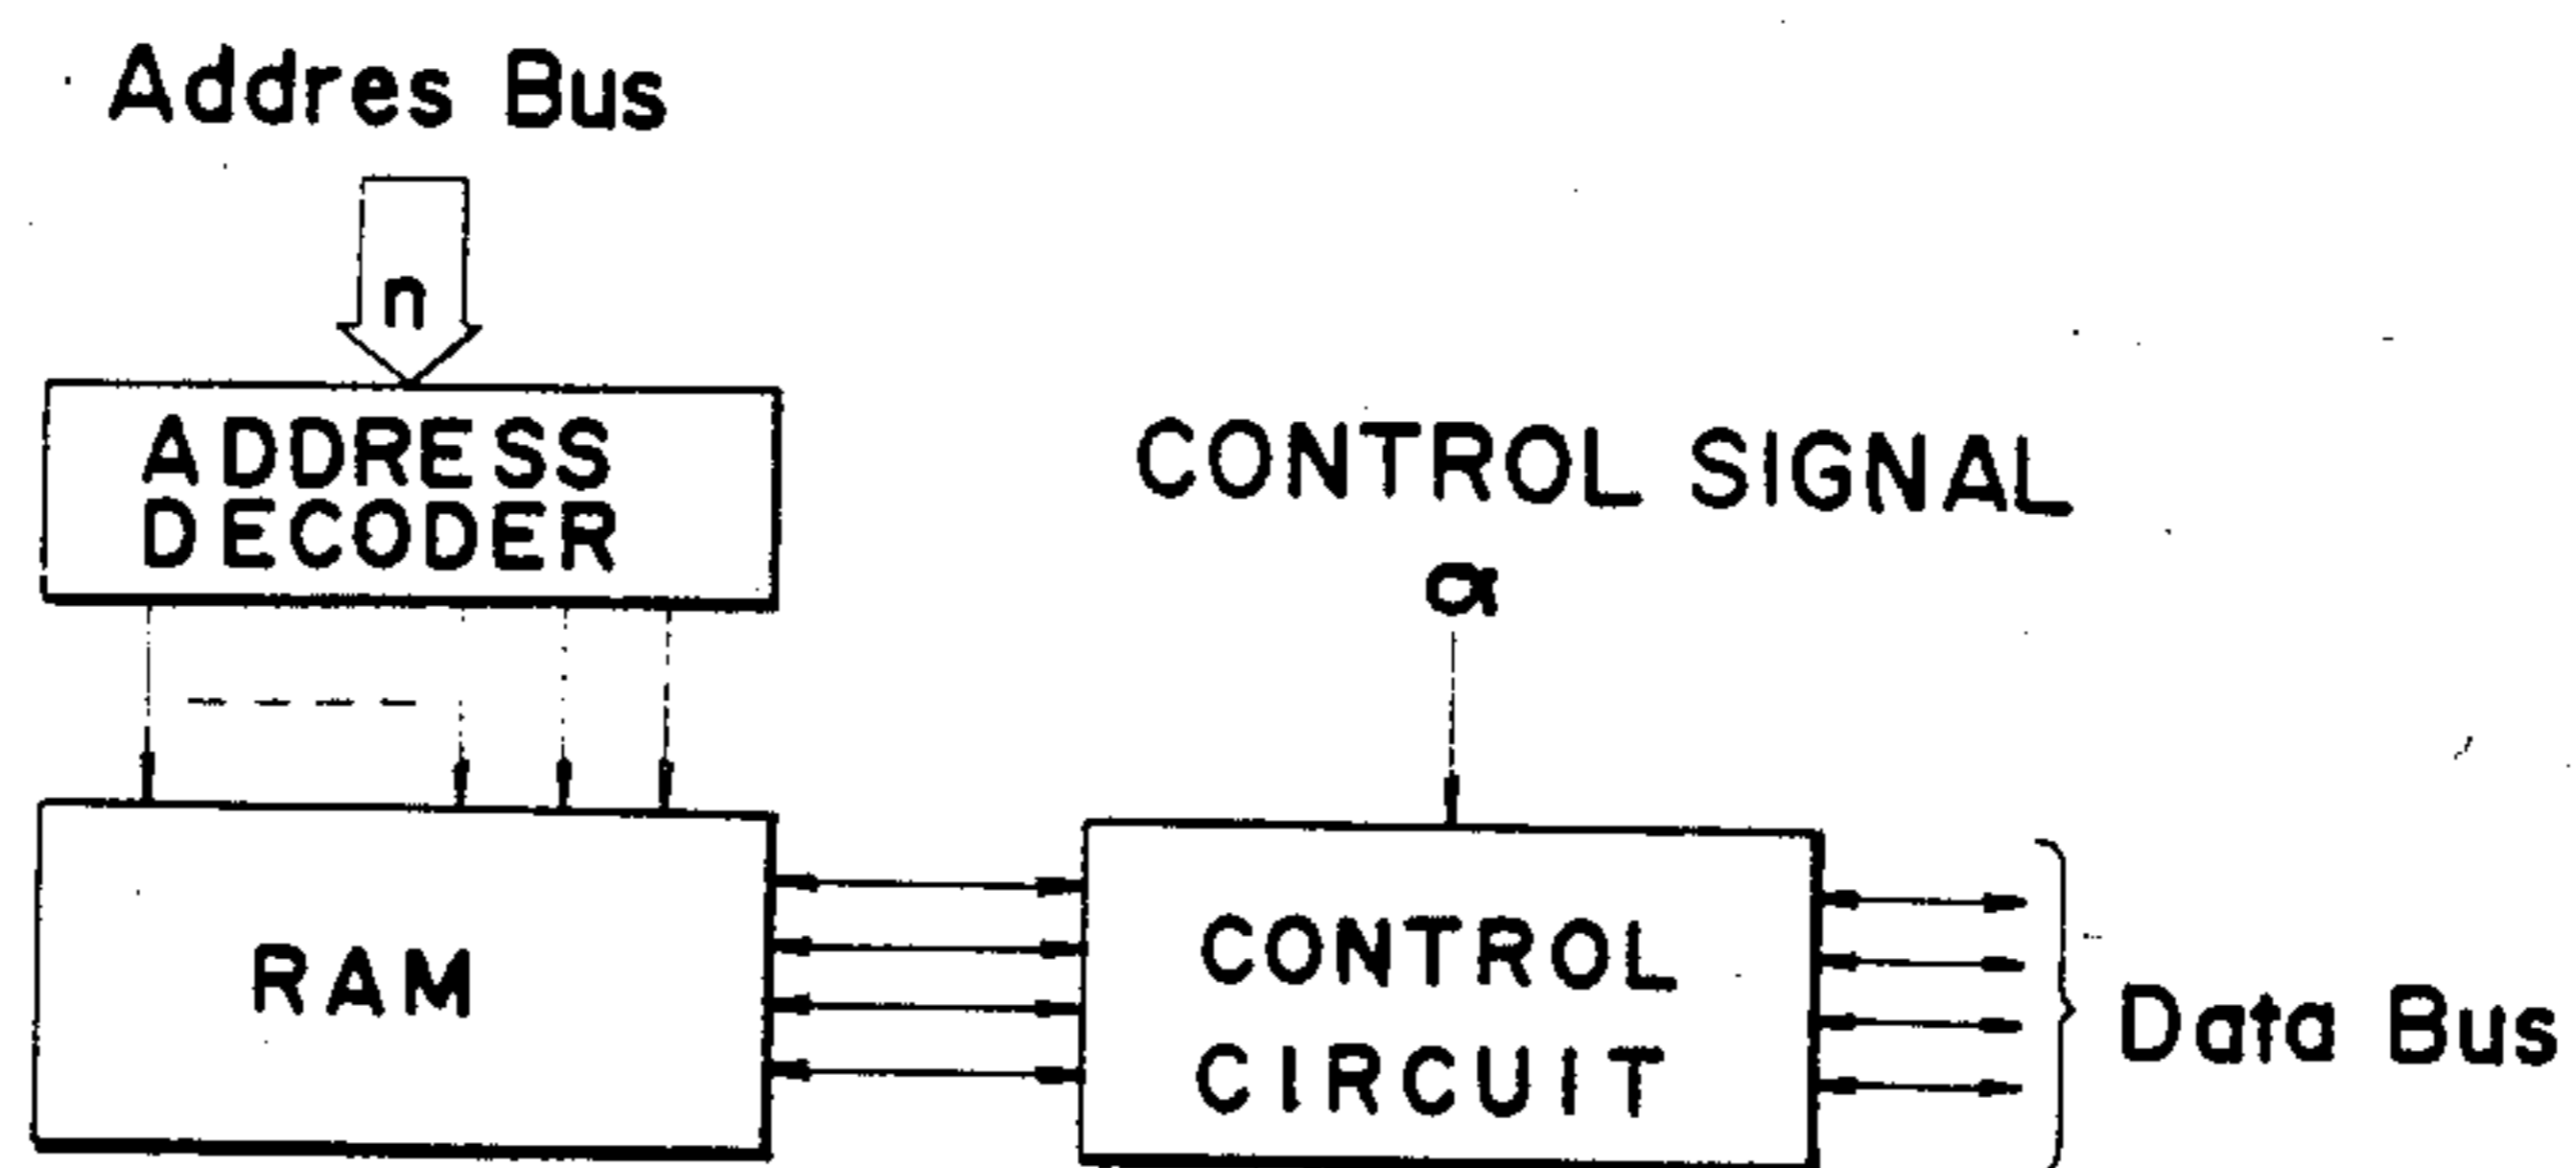 Addres Bus
n
ADDRESS
DECODER
CONTROL SIGNAL
α
RAM
CONTROL
CIRCUIT
Data Bus